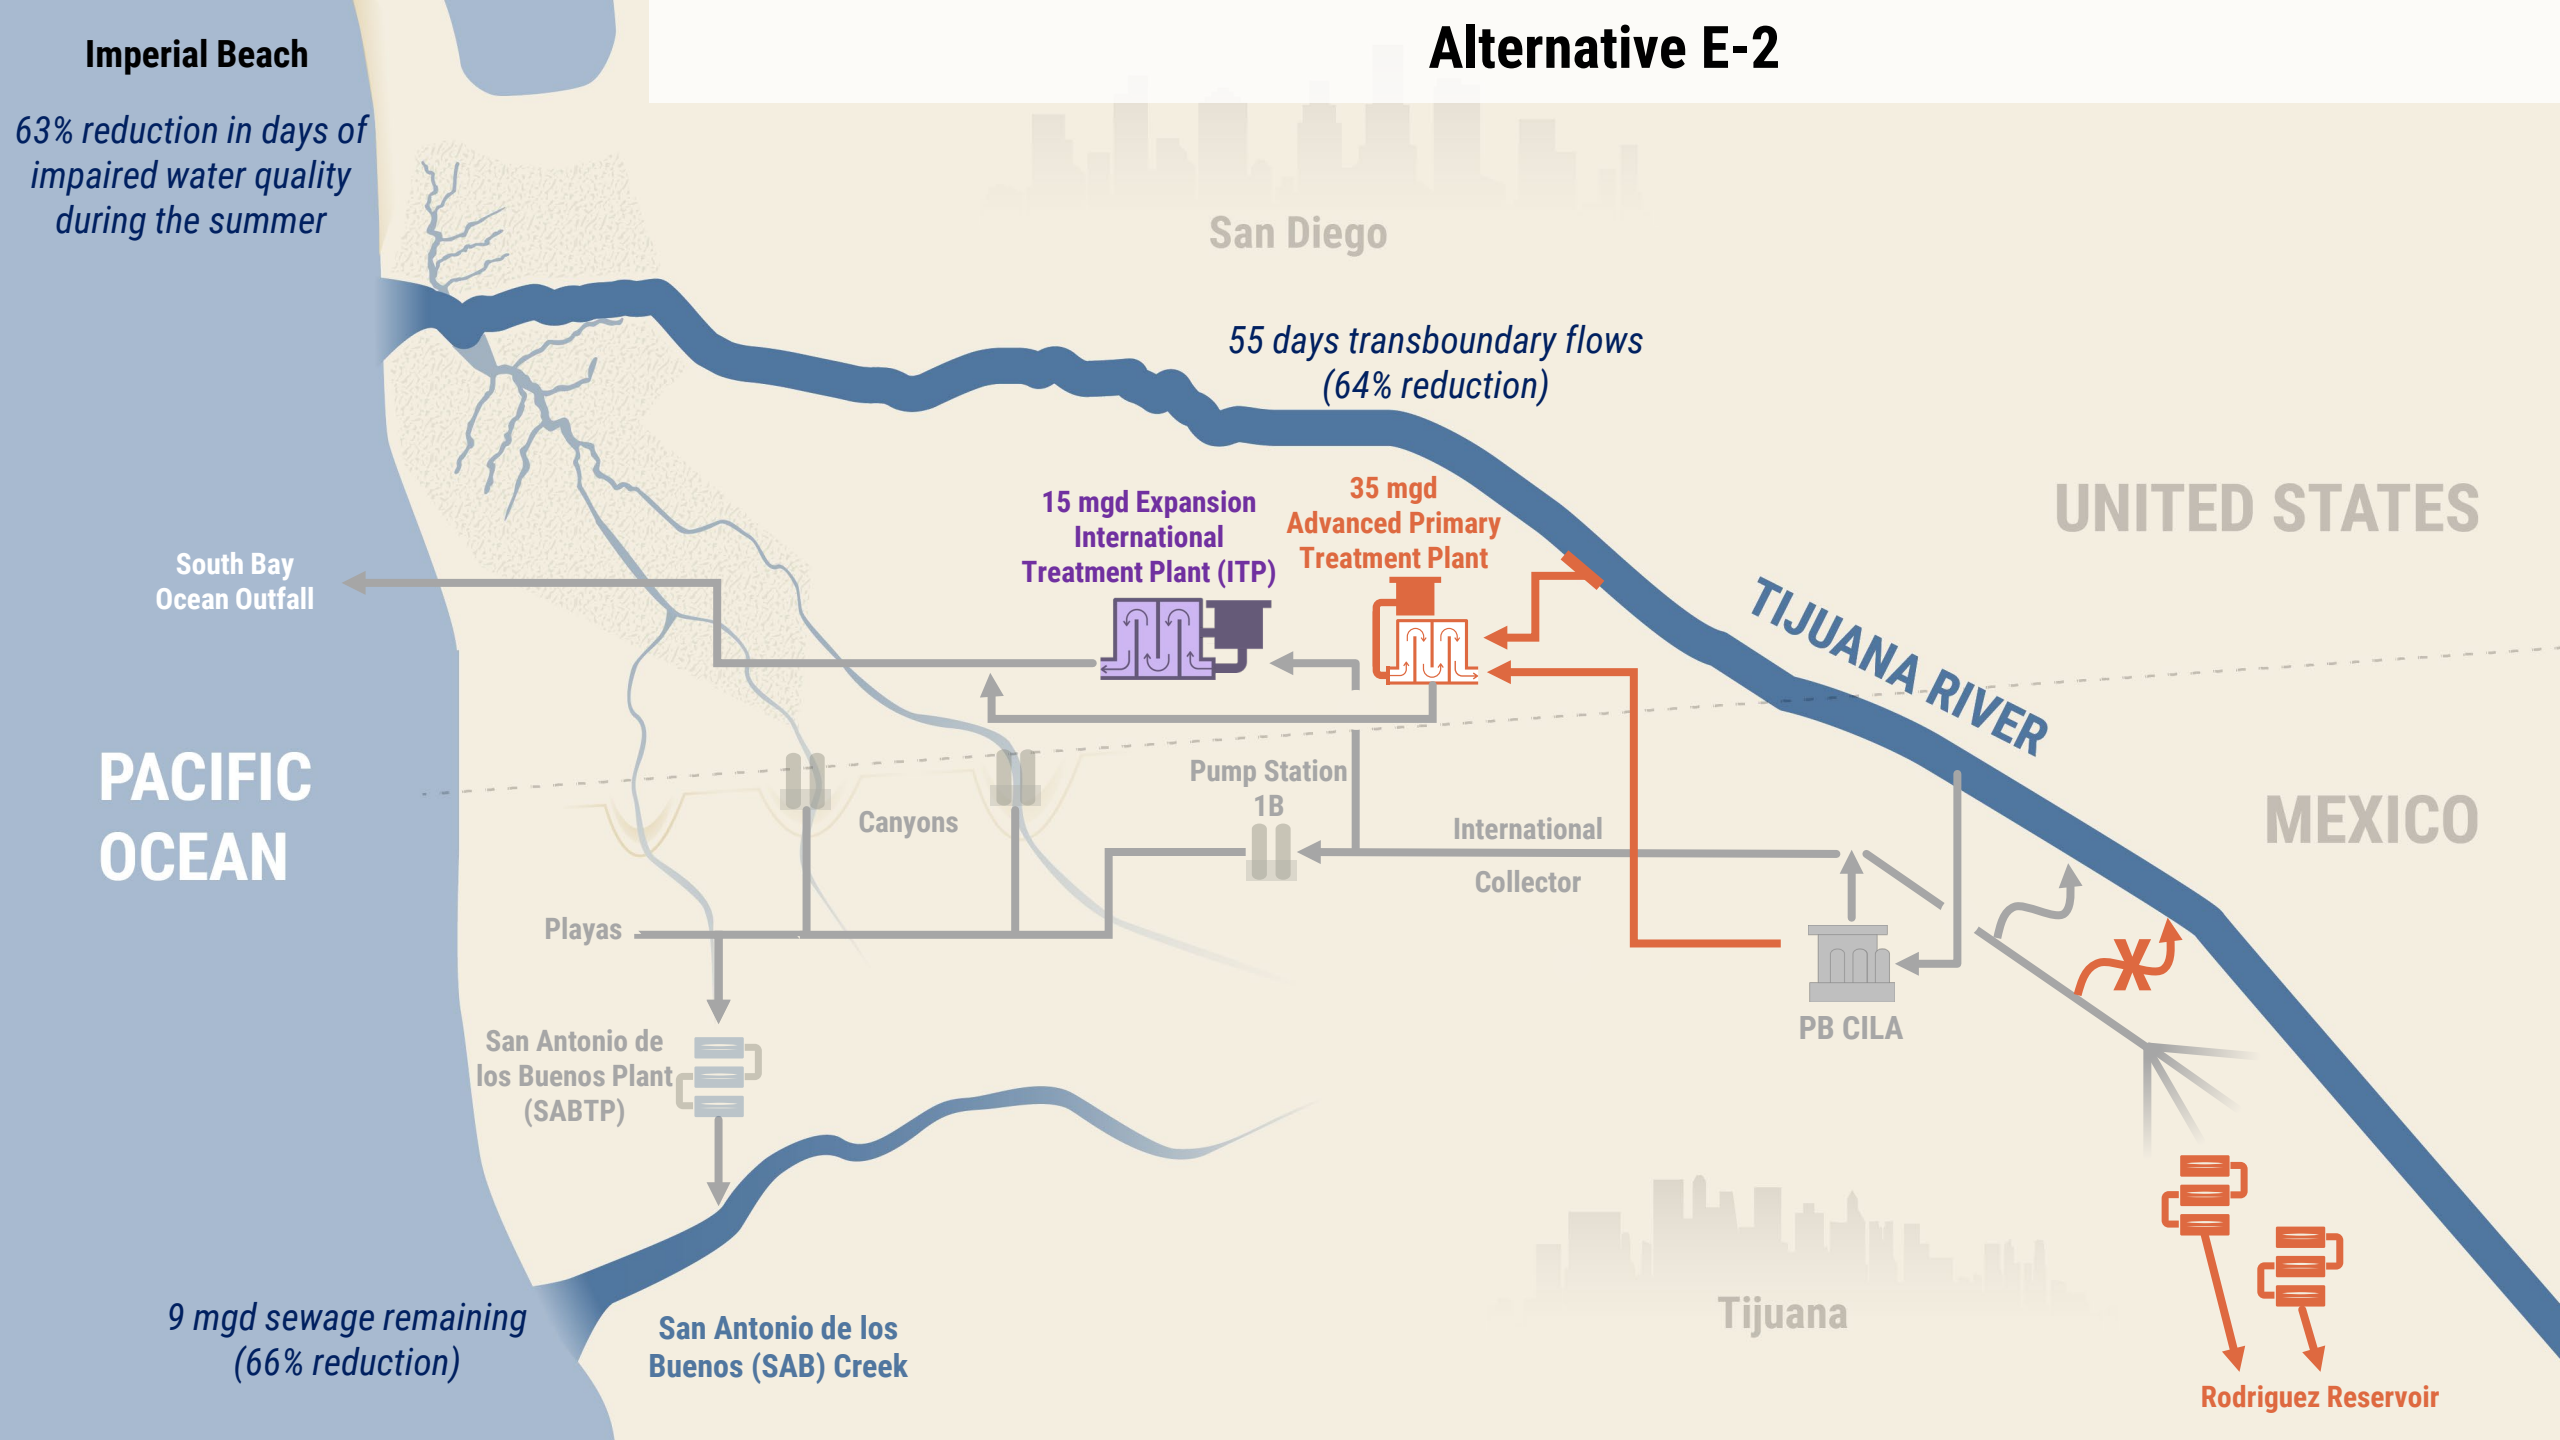 Alternative E-2
Imperial Beach
63% reduction in days of
impaired water quality
during the summer
San Diego
55 days transboundary flows
(64% reduction)
15 mgd Expansion
International
Treatment Plant (ITP)
35 mgd
Advanced Primary
Treatment Plant
UNITED STATES
South Bay
Ocean Outfall
TIJUANA RIVER
PACIFIC
OCEAN
Pump Station
1B
Canyons
International
Collector
MEXICO
Playas
X
PB CILA
San Antonio de
los Buenos Plant
(SABTP)
9 mgd sewage remaining
(66% reduction)
San Antonio de los
Buenos (SAB) Creek
Tijuana
Rodriguez Reservoir